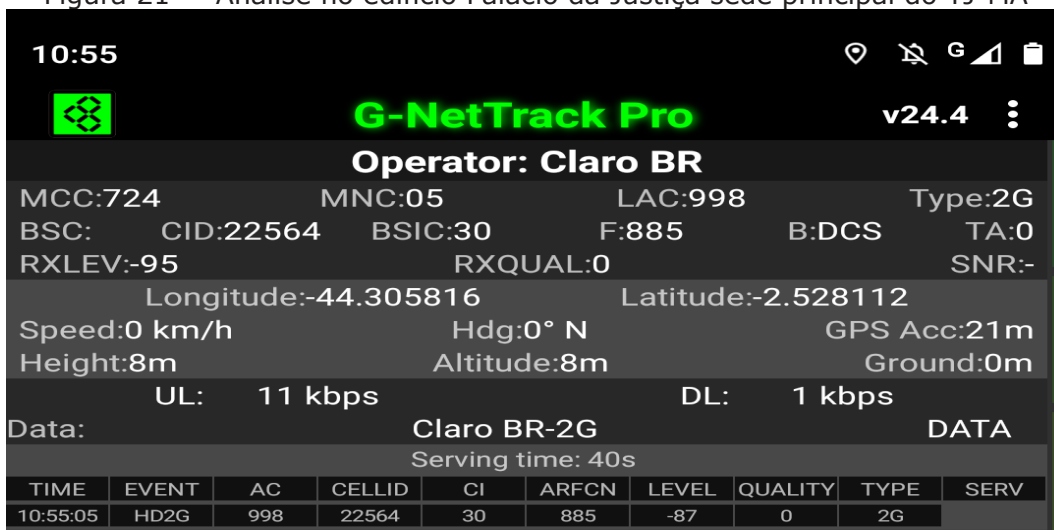 Figura 21 — Análise no edifício Palácio da Justiça sede principal do TJ-MA
10:55 G
G-NetTrack Pro v24.4
Operator: Claro BR
MCC:724 MNC:05 LAC:998 Type:2G
BSC: CID:22564 BSIC:30 F:885 B:DCS TA:0
RXLEV:-95 RXQUAL:0 SNR:-
Longitude:-44.305816 Latitude:-2.528112
Speed:0 km/h Hdg:0° N GPS Acc:21m
Height:8m Altitude:8m Ground:0m
UL: 11 kbps DL: 1 kbps
Data: Claro BR-2G DATA
Serving time: 40s
TIME EVENT AC CELLID CI ARFCN LEVEL QUALITY TYPE SERV
10:55:05 HD2G 998 22564 30 885 -87 0 2G